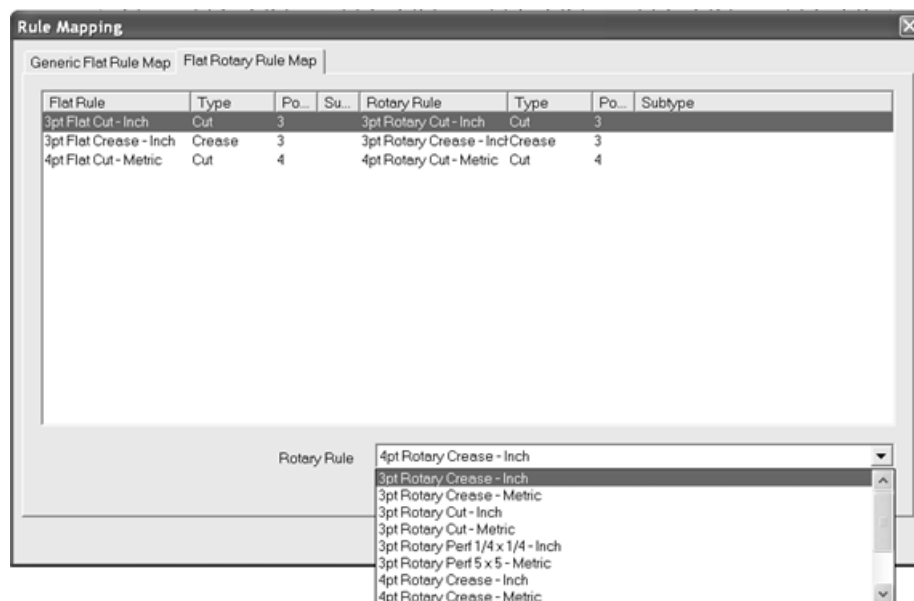 Rule Mapping
Generic Flat Rule Map Flat Rotary Rule Map
Flat Rule Type Po... Su... Rotary Rule Type Po... Subtype
3pt Flat Cut - Inch Cut 3 3pt Rotary Cut - Inch Cut 3
3pt Flat Crease - Inch Crease 3 3pt Rotary Crease - Inch Crease 3
4pt Flat Cut - Metric Cut 4 4pt Rotary Cut - Metric Cut 4
Rotary Rule 4pt Rotary Crease - Inch
3pt Rotary Crease - Inch
3pt Rotary Crease - Metric
3pt Rotary Cut - Inch
3pt Rotary Cut - Metric
3pt Rotary Perf 1/4 x 1/4 - Inch
3pt Rotary Perf 5 x 5 - Metric
4pt Rotary Crease - Inch
4pt Rotary Crease - Metric